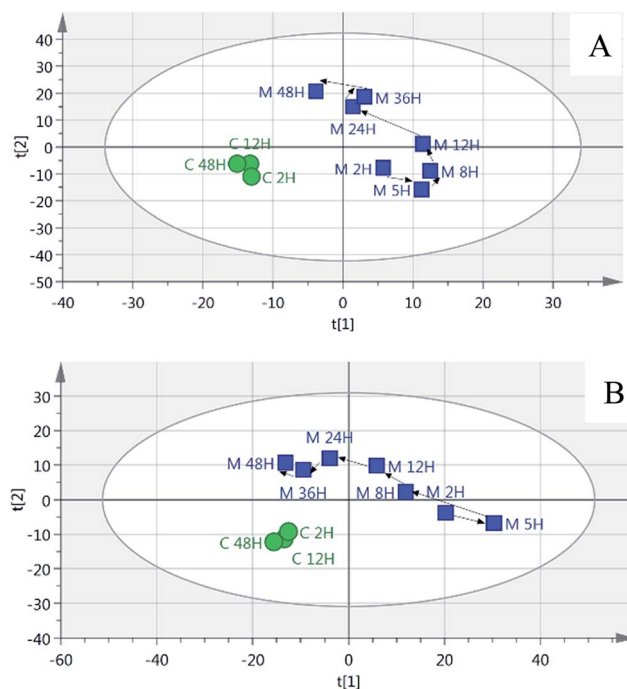 A
40
30
20
10
0
-10
-20
-30
-40
-50
t[2]
M 48H
M 36H
M 24H
C 12H
M 12H
C 48H
M 2H
M 8H
C 2H
M 5H
-40
-30
-20
-10
0
10
20
30
t[1]
B
30
20
10
0
-10
-20
-30
-40
t[2]
M 24H
M 48H
M 12H
M 36H
M 8H
M 2H
M 5H
C 2H
C 48H
C 12H
-60
-40
-20
0
20
40
t[1]